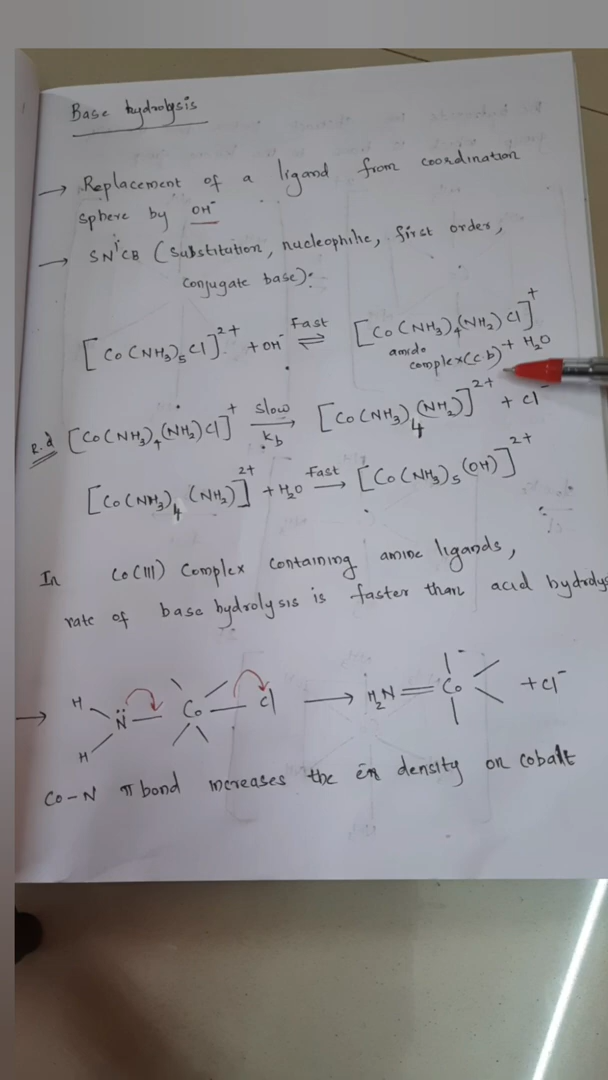 Base hydrolysis
→ Replacement of a ligand from coordination
sphere by OH⁻
→ SN¹CB (substitution, nucleophilic, first order,
conjugate base):
[Co(NH₃)₅Cl]²⁺ + OH⁻ Fast ⇌ [Co(NH₃)₄(NH₂)Cl]⁺ + H₂O
amido
complex(c.b)
R.d [Co(NH₃)₄(NH₂)Cl]⁺ slow → k_b [Co(NH₃)₄(NH₂)]²⁺ + Cl⁻
[Co(NH₃)₄(NH₂)]²⁺ + H₂O Fast → [Co(NH₃)₅(OH)]²⁺
In Co(III) Complex containing amine ligands,
rate of base hydrolysis is faster than acid hydrolys
→ H H N̈ — Co — Cl → H₂N = Co⁻ + Cl⁻
Co-N π bond increases the density on cobalt